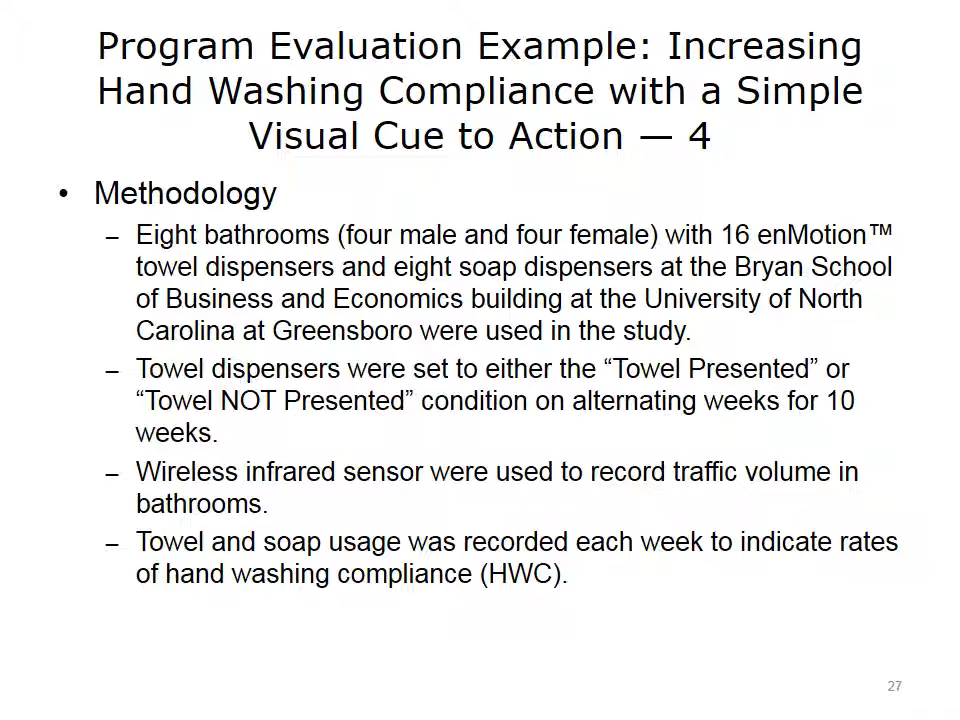 Program Evaluation Example: Increasing
Hand Washing Compliance with a Simple
Visual Cue to Action — 4
• Methodology
– Eight bathrooms (four male and four female) with 16 enMotion™
towel dispensers and eight soap dispensers at the Bryan School
of Business and Economics building at the University of North
Carolina at Greensboro were used in the study.
– Towel dispensers were set to either the “Towel Presented” or
“Towel NOT Presented” condition on alternating weeks for 10
weeks.
– Wireless infrared sensor were used to record traffic volume in
bathrooms.
– Towel and soap usage was recorded each week to indicate rates
of hand washing compliance (HWC).
27